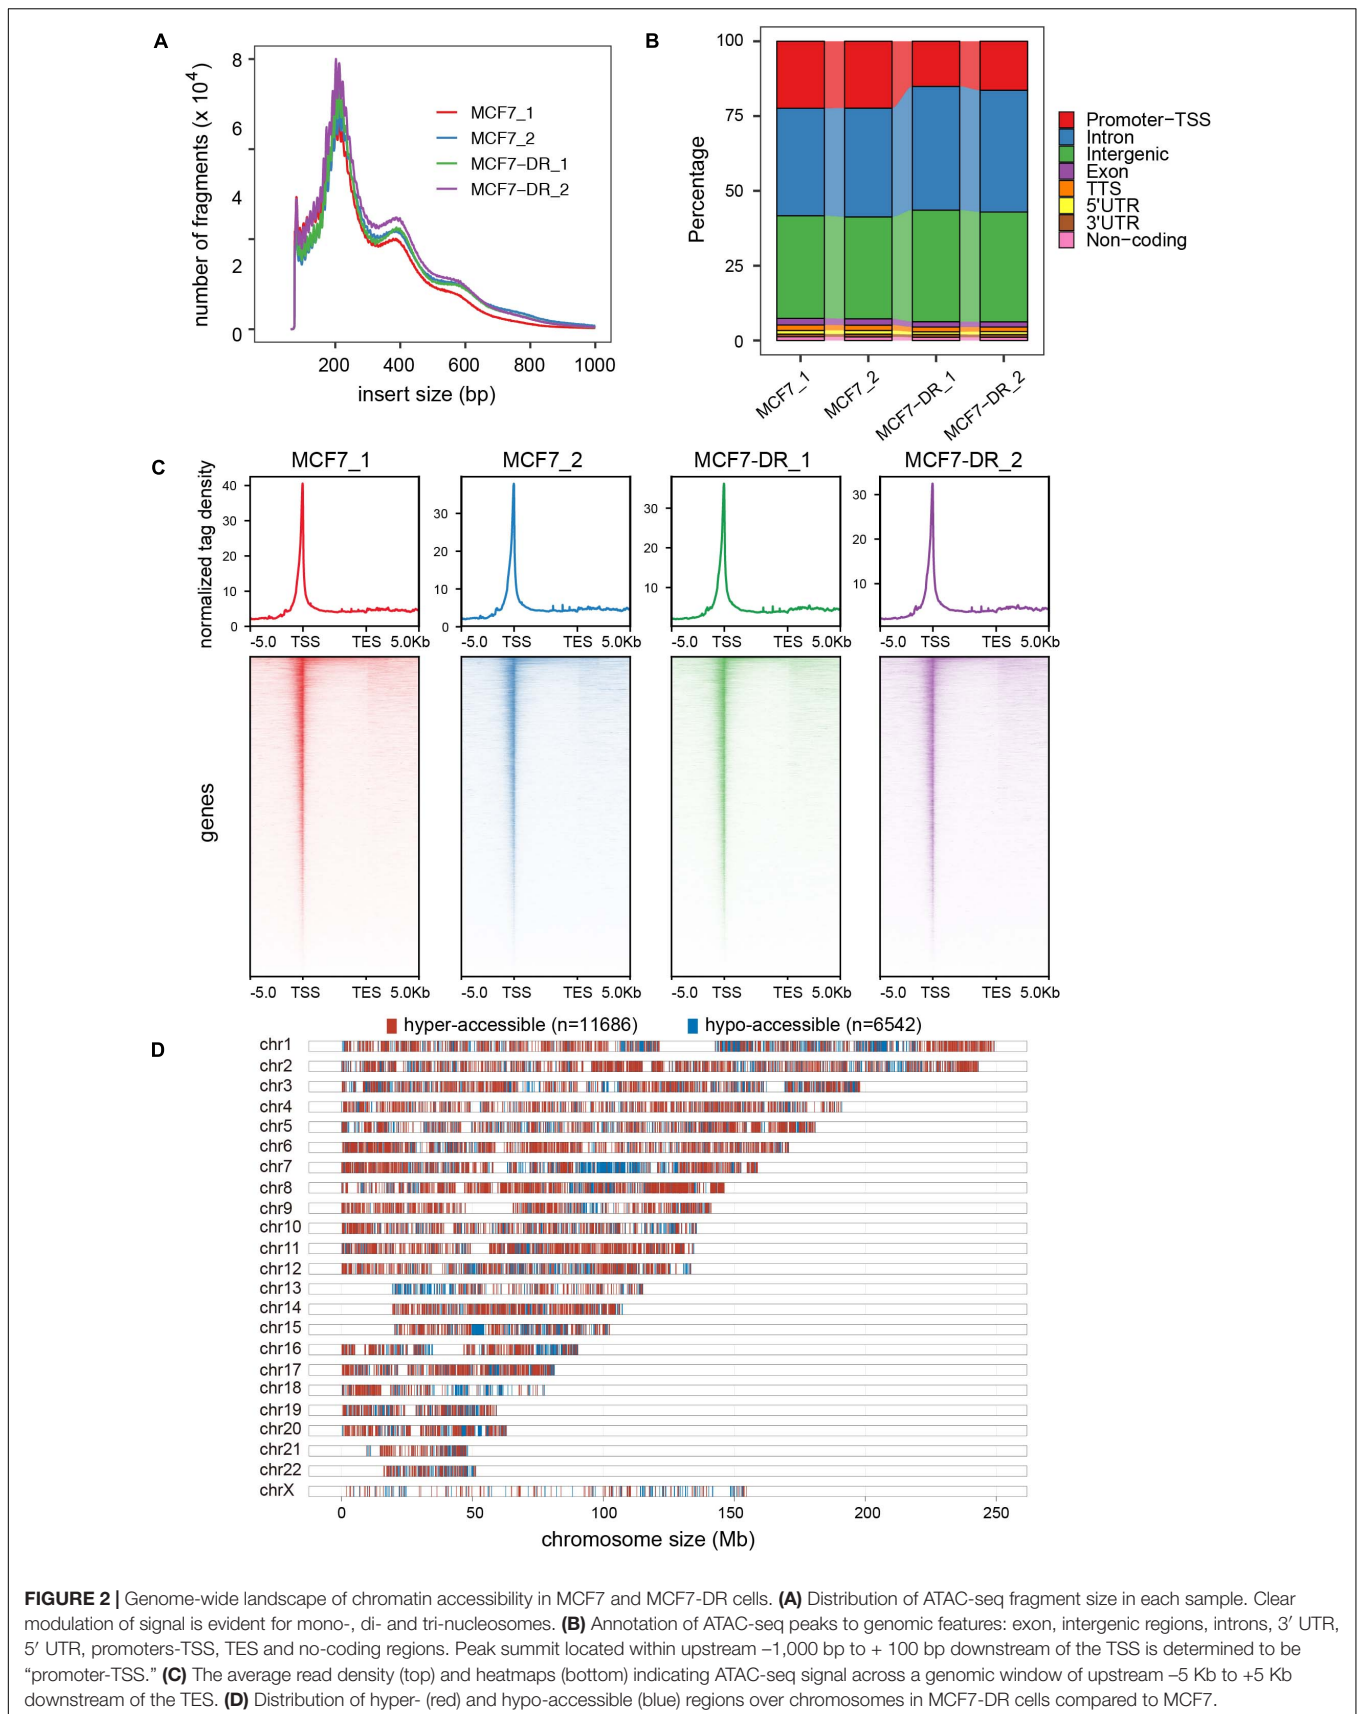 A
number of fragments (x 10^4)
8
6
4
2
0
200 400 600 800 1000
insert size (bp)
MCF7_1
MCF7_2
MCF7-DR_1
MCF7-DR_2
B
Percentage
100
75
50
25
0
MCF7_1 MCF7_2 MCF7-DR_1 MCF7-DR_2
Promoter-TSS
Intron
Intergenic
Exon
TTS
5'UTR
3'UTR
Non-coding
C
MCF7_1 MCF7_2 MCF7-DR_1 MCF7-DR_2
normalized tag density
40
30
20
10
0
30
20
10
0
30
20
10
30
20
10
-5.0 TSS TES 5.0Kb -5.0 TSS TES 5.0Kb -5.0 TSS TES 5.0Kb -5.0 TSS TES 5.0Kb
genes
-5.0 TSS TES 5.0Kb -5.0 TSS TES 5.0Kb -5.0 TSS TES 5.0Kb -5.0 TSS TES 5.0Kb
hyper-accessible (n=11686) hypo-accessible (n=6542)
D
chr1
chr2
chr3
chr4
chr5
chr6
chr7
chr8
chr9
chr10
chr11
chr12
chr13
chr14
chr15
chr16
chr17
chr18
chr19
chr20
chr21
chr22
chrX
0 50 100 150 200 250
chromosome size (Mb)
FIGURE 2 | Genome-wide landscape of chromatin accessibility in MCF7 and MCF7-DR cells. (A) Distribution of ATAC-seq fragment size in each sample. Clear
modulation of signal is evident for mono-, di- and tri-nucleosomes. (B) Annotation of ATAC-seq peaks to genomic features: exon, intergenic regions, introns, 3′ UTR,
5′ UTR, promoters-TSS, TES and no-coding regions. Peak summit located within upstream –1,000 bp to + 100 bp downstream of the TSS is determined to be
“promoter-TSS.” (C) The average read density (top) and heatmaps (bottom) indicating ATAC-seq signal across a genomic window of upstream –5 Kb to +5 Kb
downstream of the TES. (D) Distribution of hyper- (red) and hypo-accessible (blue) regions over chromosomes in MCF7-DR cells compared to MCF7.